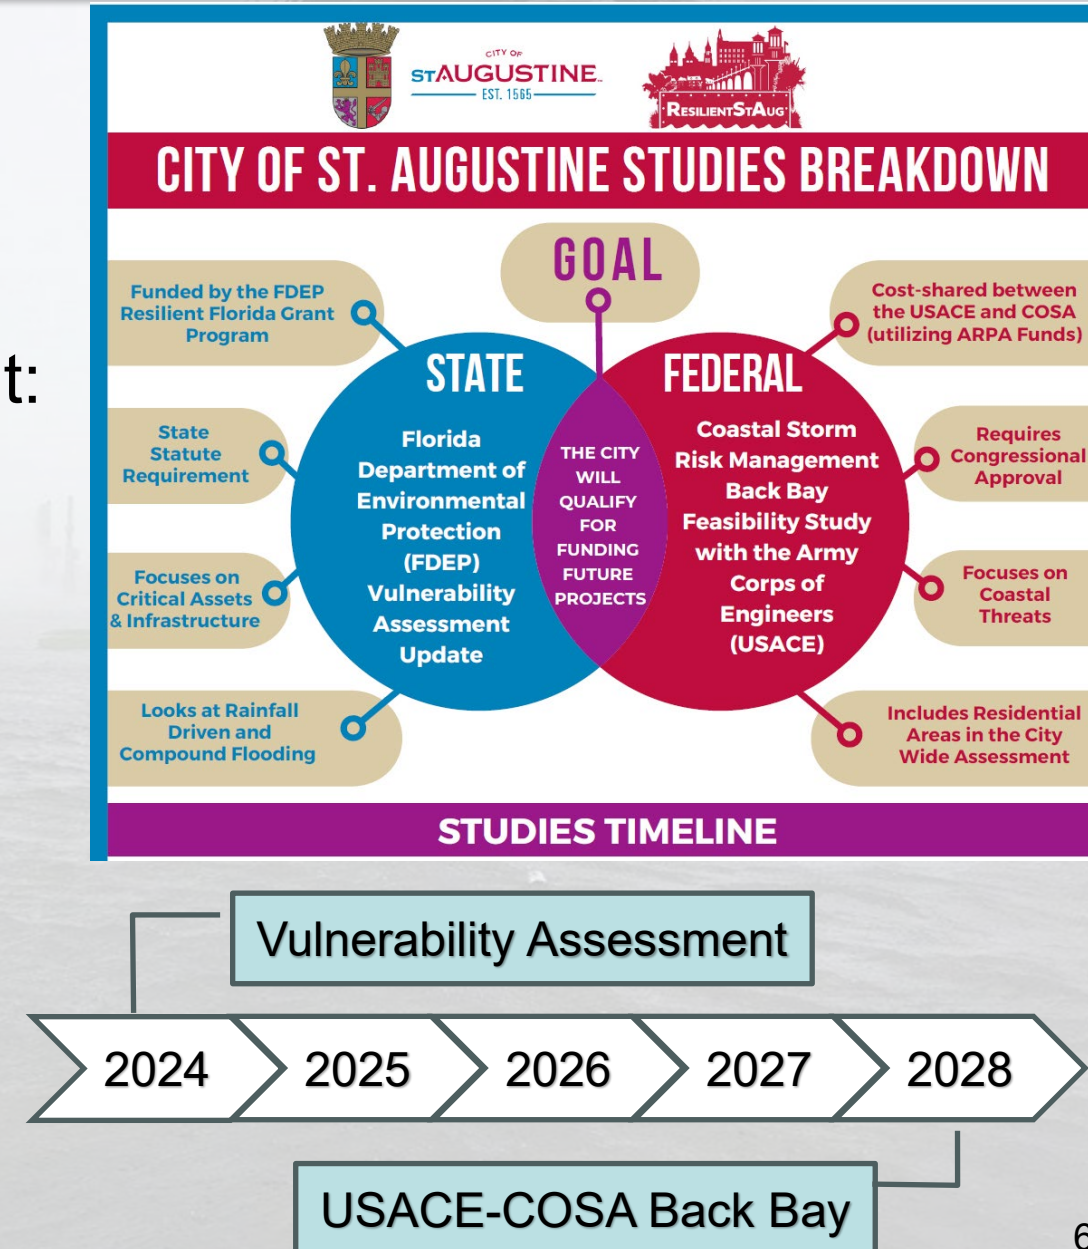 CITY OF
STAUGUSTINE
EST. 1565
RESILIENTSTAUG
CITY OF ST. AUGUSTINE STUDIES BREAKDOWN
GOAL
Funded by the FDEP
Resilient Florida Grant
Program
State
Statute
Requirement
Focuses on
Critical Assets
& Infrastructure
Looks at Rainfall
Driven and
Compound Flooding
STATE
Florida
Department of
Environmental
Protection
(FDEP)
Vulnerability
Assessment
Update
THE CITY
WILL
QUALIFY
FOR
FUNDING
FUTURE
PROJECTS
FEDERAL
Coastal Storm
Risk Management
Back Bay
Feasibility Study
with the Army
Corps of
Engineers
(USACE)
Cost-shared between
the USACE and COSA
(utilizing ARPA Funds)
Requires
Congressional
Approval
Focuses on
Coastal
Threats
Includes Residential
Areas in the City
Wide Assessment
t:
STUDIES TIMELINE
Vulnerability Assessment
2024 2025 2026 2027 2028
USACE-COSA Back Bay
6